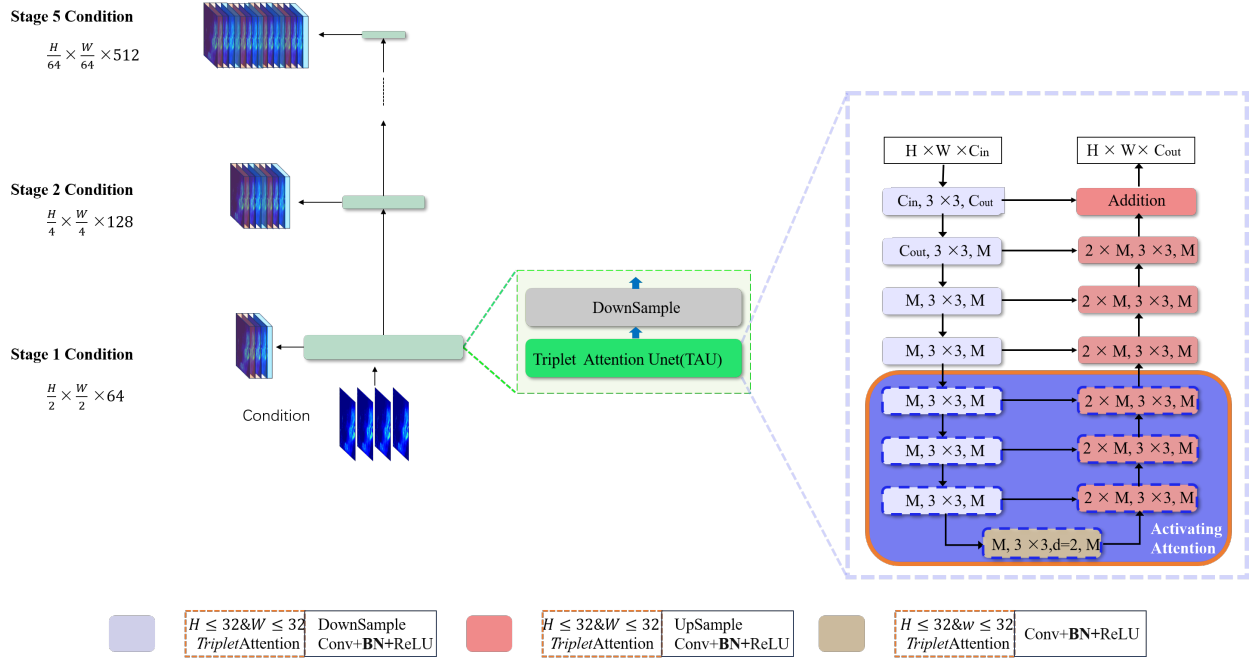 Stage 5 Condition
H/64 × W/64 ×512
Stage 2 Condition
H/4 × W/4 ×128
Stage 1 Condition
H/2 × W/2 ×64
Condition
DownSample
Triplet Attention Unet(TAU)
H ×W ×Cin
H × W× Cout
Cin, 3 ×3, Cout
Addition
Cout, 3 ×3, M
2 × M, 3 ×3, M
M, 3 ×3, M
2 × M, 3 ×3, M
M, 3 ×3, M
2 × M, 3 ×3, M
M, 3 ×3, M
2 × M, 3 ×3, M
M, 3 ×3, M
2 × M, 3 ×3, M
M, 3 ×3, M
2 × M, 3 ×3, M
Activating
Attention
M, 3 ×3,d=2, M
H ≤ 32&W ≤ 32
TripletAttention
DownSample
Conv+BN+ReLU
H ≤ 32&W ≤ 32
TripletAttention
UpSample
Conv+BN+ReLU
H ≤ 32&w ≤ 32
TripletAttention
Conv+BN+ReLU